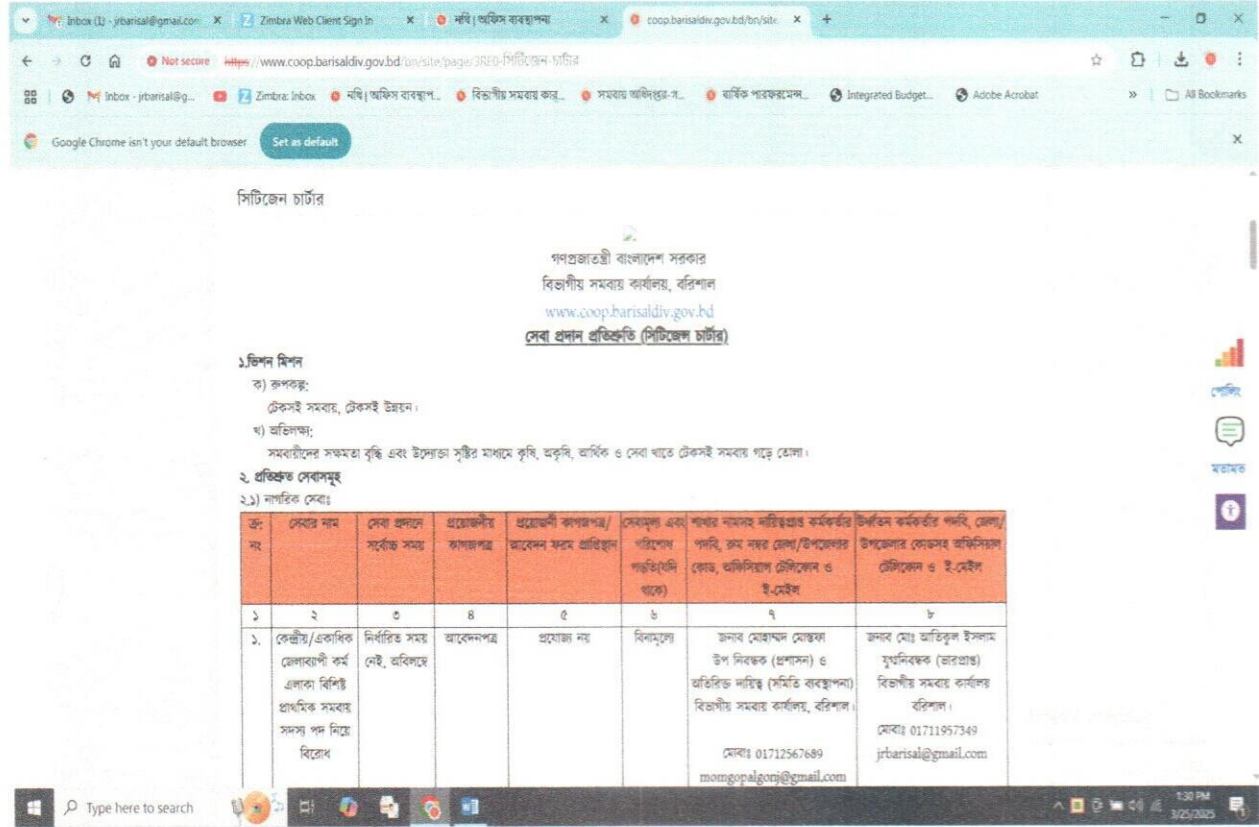 Inbox (1) - jrbarisal@gmail.com
Zimbra Web Client Sign In
নথি | অফিস ব্যবস্থাপনা
coop.barisaldiv.gov.bd/bn/site
Not secure
https://www.coop.barisaldiv.gov.bd/bn/site/page/3RE0-সিটিজেন-চার্টার
Inbox - jrbarisal@g...
Zimbra: Inbox
নথি | অফিস ব্যবস্থাপ...
বিভাগীয় সমবায় কার্...
সমবায় অধিদপ্তর-গ...
বার্ষিক পারফরমেন্স...
Integrated Budget...
Adobe Acrobat
»
All Bookmarks
Google Chrome isn't your default browser
Set as default
সিটিজেন চার্টার
গণপ্রজাতন্ত্রী বাংলাদেশ সরকার
বিভাগীয় সমবায় কার্যালয়, বরিশাল
www.coop.barisaldiv.gov.bd
সেবা প্রদান প্রতিশ্রুতি (সিটিজেন্স চার্টার)
১.ভিশন মিশন
ক) রুপকল্প:
টেকসই সমবায়, টেকসই উন্নয়ন।
খ) অভিলক্ষ্য:
সমবায়ীদের সক্ষমতা বৃদ্ধি এবং উদ্যোক্তা সৃষ্টির মাধ্যমে কৃষি, অকৃষি, আর্থিক ও সেবা খাতে টেকসই সমবায় গড়ে তোলা।
২. প্রতিশ্রুত সেবাসমূহ
২.১) নাগরিক সেবাঃ
ক্র:
নং
সেবার নাম
সেবা প্রদানে
সর্বোচ্চ সময়
প্রয়োজনীয়
কাগজপত্র
প্রয়োজনী কাগজপত্র/
আবেদন ফরম প্রাপ্তিস্থান
সেবামূল্য এবং
পরিশোধ
পদ্ধতি(যদি
থাকে)
শাখার নামসহ দায়িত্বপ্রাপ্ত কর্মকর্তার
পদবি, রুম নম্বর জেলা/উপজেলার
কোড, অফিসিয়াল টেলিফোন ও
ই-মেইল
উর্ধ্বতন কর্মকর্তার পদবি, জেলা/
উপজেলার কোডসহ অফিসিয়াল
টেলিফোন ও ই-মেইল
১
২
৩
৪
৫
৬
৭
৮
১.
কেন্দ্রীয়/একাধিক
জেলাব্যাপী কর্ম
এলাকা বিশিষ্ট
প্রাথমিক সমবায়
সদস্য পদ নিয়ে
বিরোধ
নির্ধারিত সময়
নেই, অবিলম্বে
আবেদনপত্র
প্রযোজ্য নয়
বিনামূল্যে
জনাব মোহাম্মদ মোস্তফা
উপ নিবন্ধক (প্রশাসন) ও
অতিরিক্ত দায়িত্ব (সমিতি ব্যবস্থাপনা)
বিভাগীয় সমবায় কার্যালয়, বরিশাল।
মোবাঃ 01712567689
momgopalgonj@gmail.com
জনাব মোঃ আতিকুল ইসলাম
যুগ্মনিবন্ধক (ভারপ্রাপ্ত)
বিভাগীয় সমবায় কার্যালয়
বরিশাল।
মোবাঃ 01711957349
jrbarisal@gmail.com
পোলিং
মতামত
Type here to search
1:30 PM
3/25/2025